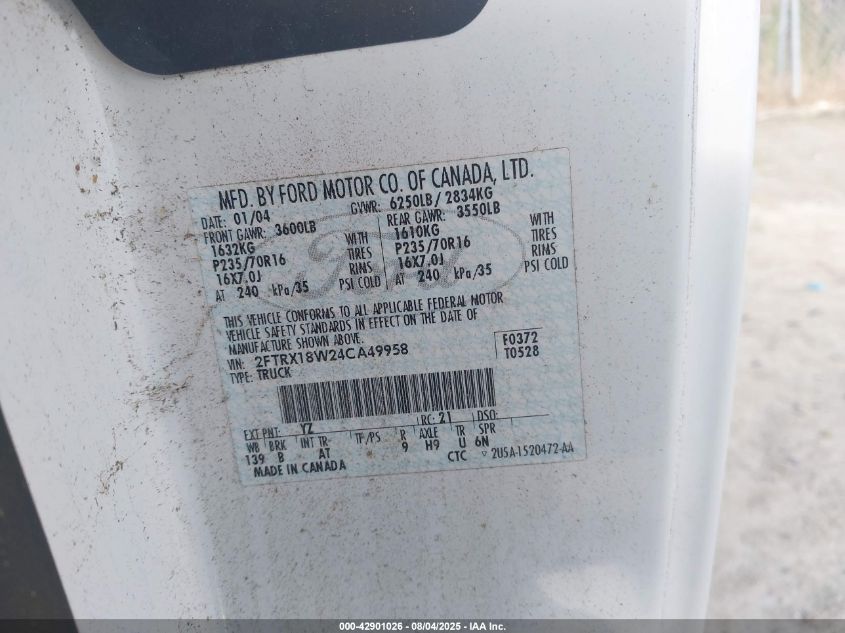 MFD. BY FORD MOTOR CO. OF CANADA, LTD.
DATE: 01/04 GVWR: 6250LB / 2834KG
FRONT GAWR: 3600LB REAR GAWR: 3550LB
1632KG WITH 1610KG WITH
P235/70R16 TIRES P235/70R16 TIRES
16X7.0J RIMS 16X7.0J RIMS
AT 240 kPa/35 PSI COLD AT 240 kPa/35 PSI COLD
Ford
THIS VEHICLE CONFORMS TO ALL APPLICABLE FEDERAL MOTOR
VEHICLE SAFETY STANDARDS IN EFFECT ON THE DATE OF
MANUFACTURE SHOWN ABOVE.
VIN: 2FTRX18W24CA49958 F0372
TYPE: TRUCK T0528
EXT PNT: YZ RC: 21 DSO:
WB BRK INT TR TP/PS R AXLE TR SPR
139 B AT 9 H9 U 6N
MADE IN CANADA CTC ▽ 2U5A-1520472-AA
000-42901026 - 08/04/2025 - IAA Inc.